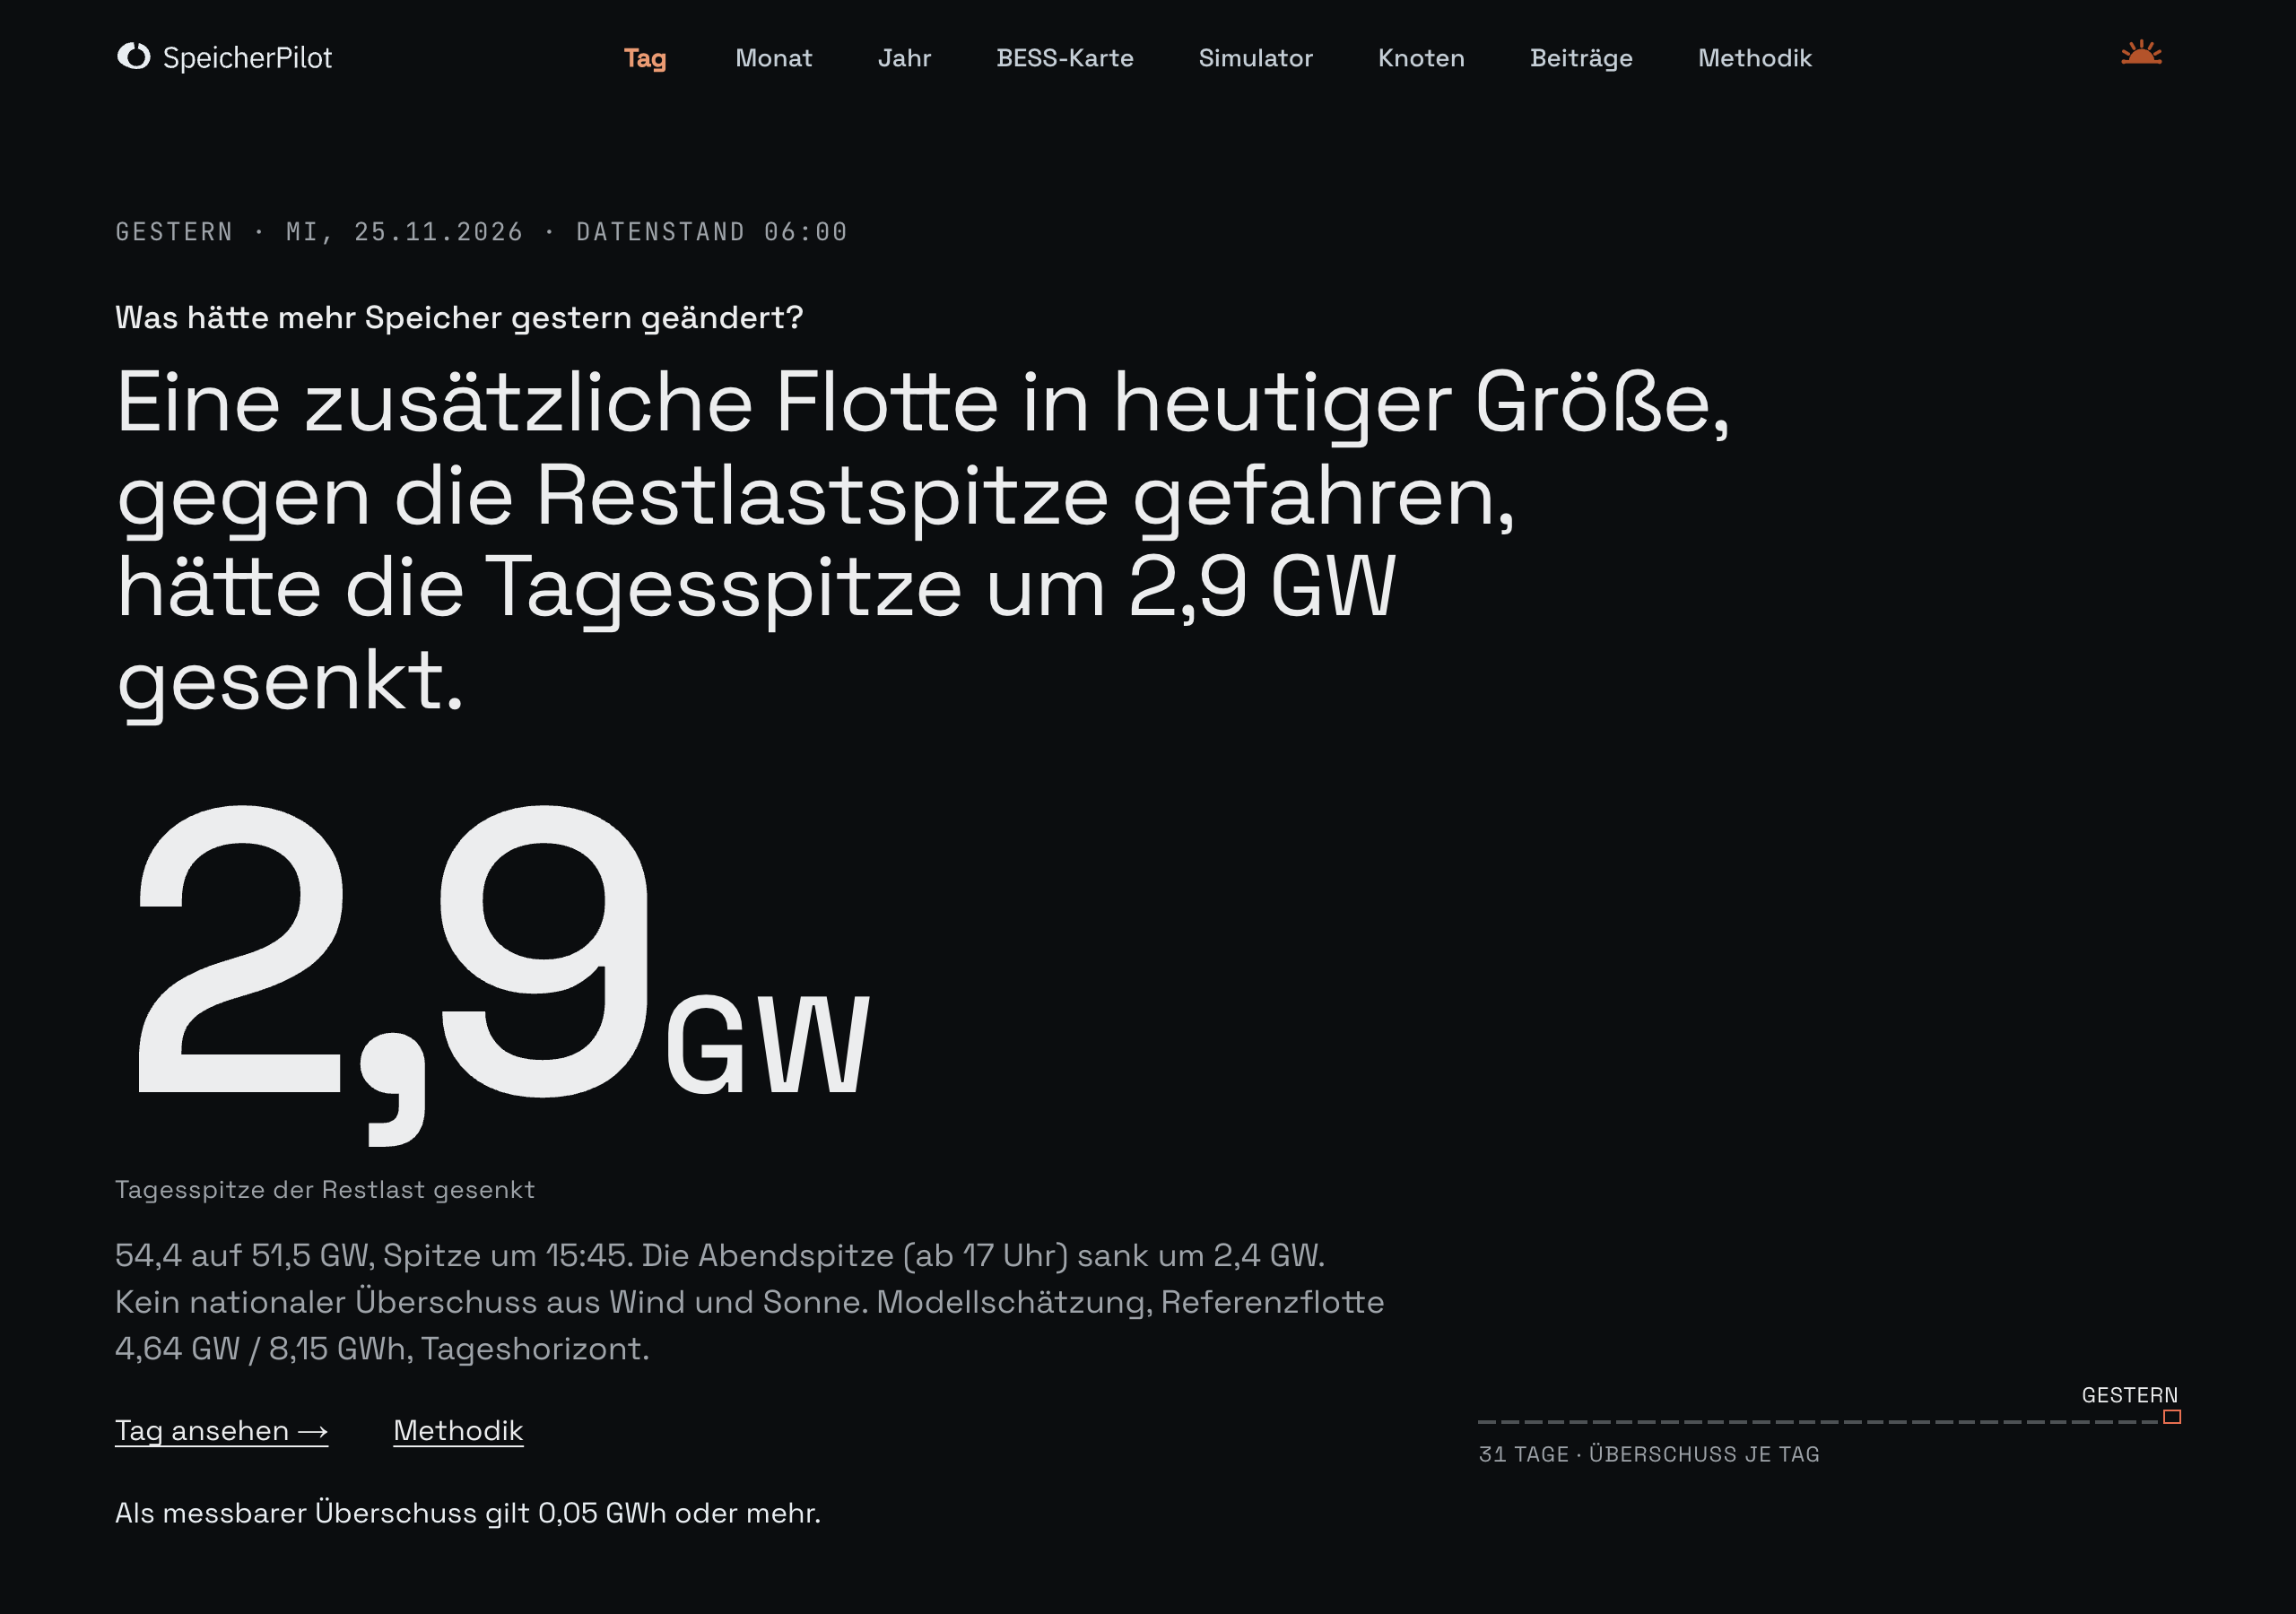 SpeicherPilot
Tag Monat Jahr BESS-Karte Simulator Knoten Beiträge Methodik
GESTERN · MI, 25.11.2026 · DATENSTAND 06:00
Was hätte mehr Speicher gestern geändert?
Eine zusätzliche Flotte in heutiger Größe,
gegen die Restlastspitze gefahren,
hätte die Tagesspitze um 2,9 GW
gesenkt.
2,9 GW
Tagesspitze der Restlast gesenkt
54,4 auf 51,5 GW, Spitze um 15:45. Die Abendspitze (ab 17 Uhr) sank um 2,4 GW.
Kein nationaler Überschuss aus Wind und Sonne. Modellschätzung, Referenzflotte
4,64 GW / 8,15 GWh, Tageshorizont.
Tag ansehen → Methodik
GESTERN
31 TAGE · ÜBERSCHUSS JE TAG
Als messbarer Überschuss gilt 0,05 GWh oder mehr.